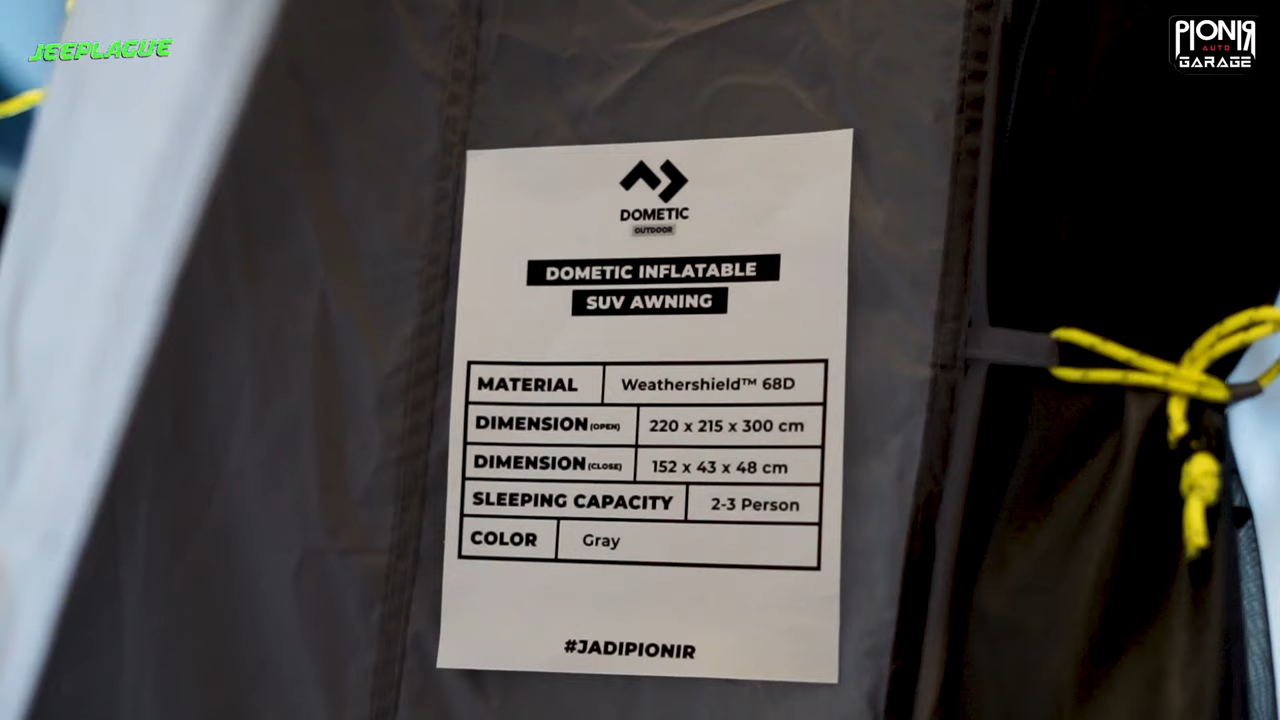 JEEPLAGUE
PIONIR
AUTO
GARAGE
DOMETIC
OUTDOOR
DOMETIC INFLATABLE
SUV AWNING
MATERIAL Weathershield™ 68D
DIMENSION (OPEN) 220 x 215 x 300 cm
DIMENSION (CLOSE) 152 x 43 x 48 cm
SLEEPING CAPACITY 2-3 Person
COLOR Gray
#JADIPIONIR